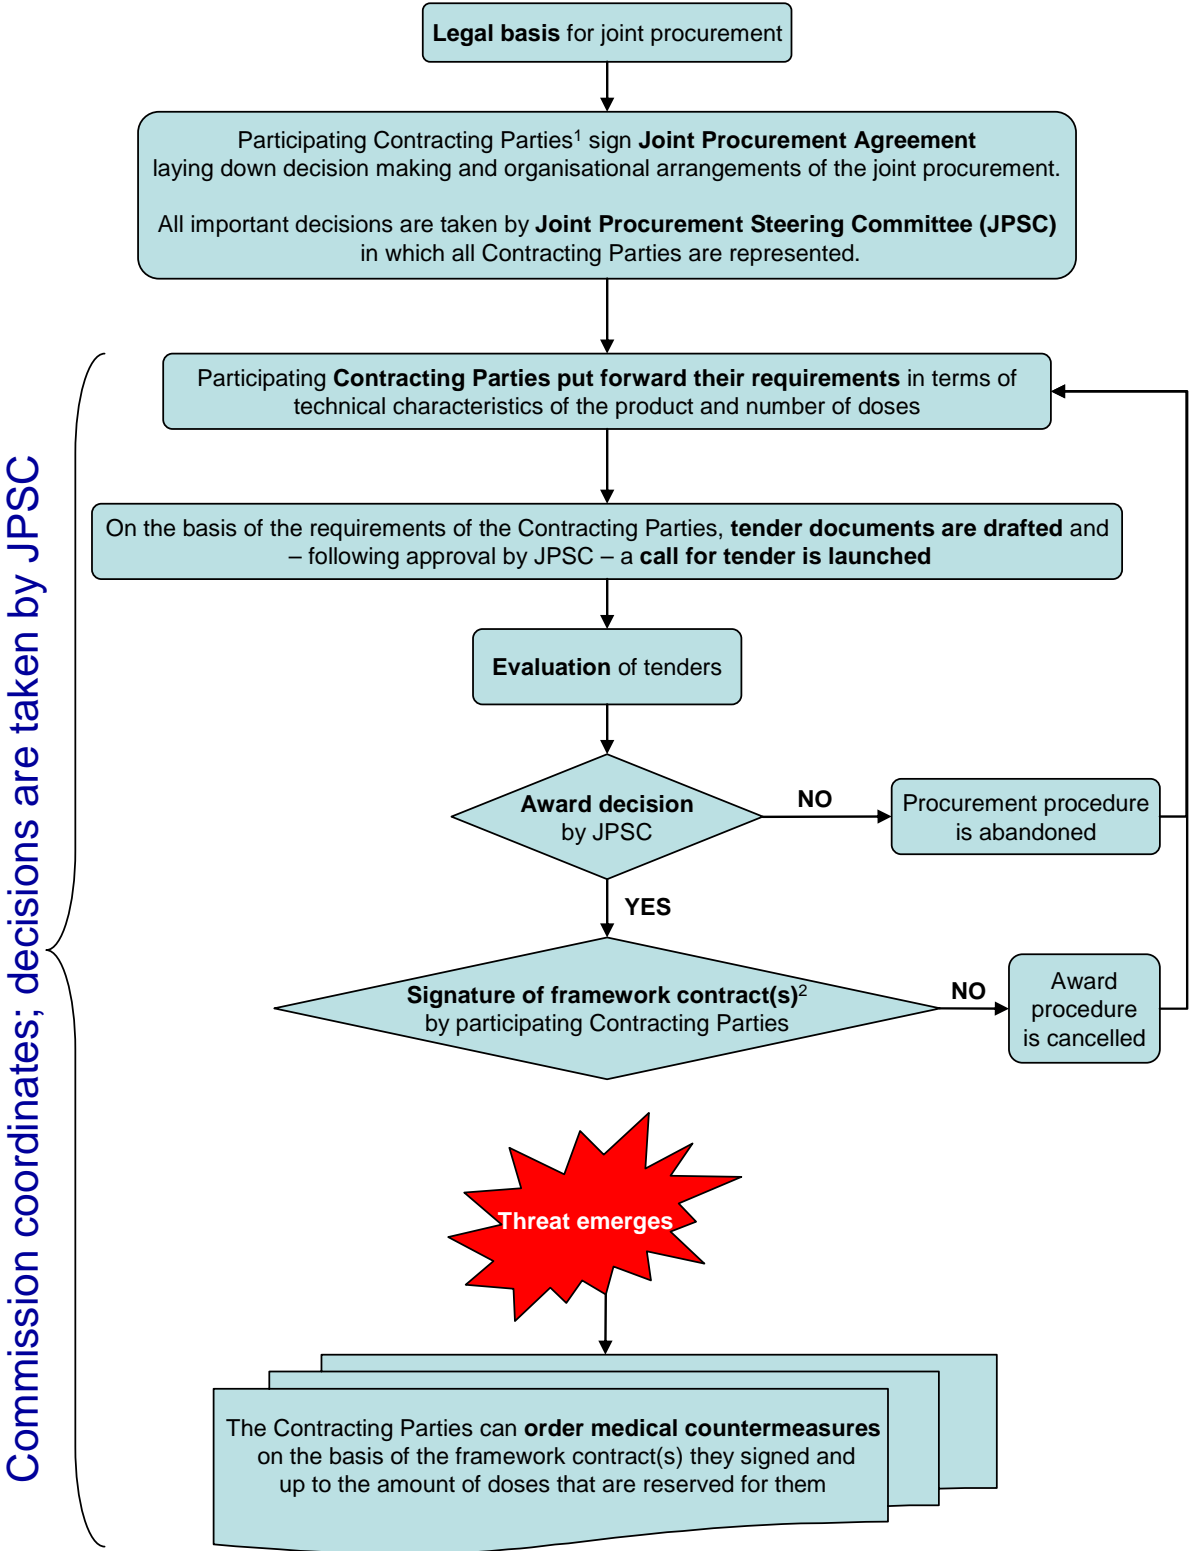 Legal basis for joint procurement
Participating Contracting Parties¹ sign Joint Procurement Agreement
laying down decision making and organisational arrangements of the joint procurement.
All important decisions are taken by Joint Procurement Steering Committee (JPSC)
in which all Contracting Parties are represented.
Commission coordinates; decisions are taken by JPSC
Participating Contracting Parties put forward their requirements in terms of
technical characteristics of the product and number of doses
On the basis of the requirements of the Contracting Parties, tender documents are drafted and
– following approval by JPSC – a call for tender is launched
Evaluation of tenders
Award decision
by JPSC
NO
Procurement procedure
is abandoned
YES
Signature of framework contract(s)²
by participating Contracting Parties
NO
Award
procedure
is cancelled
Threat emerges
The Contracting Parties can order medical countermeasures
on the basis of the framework contract(s) they signed and
up to the amount of doses that are reserved for them